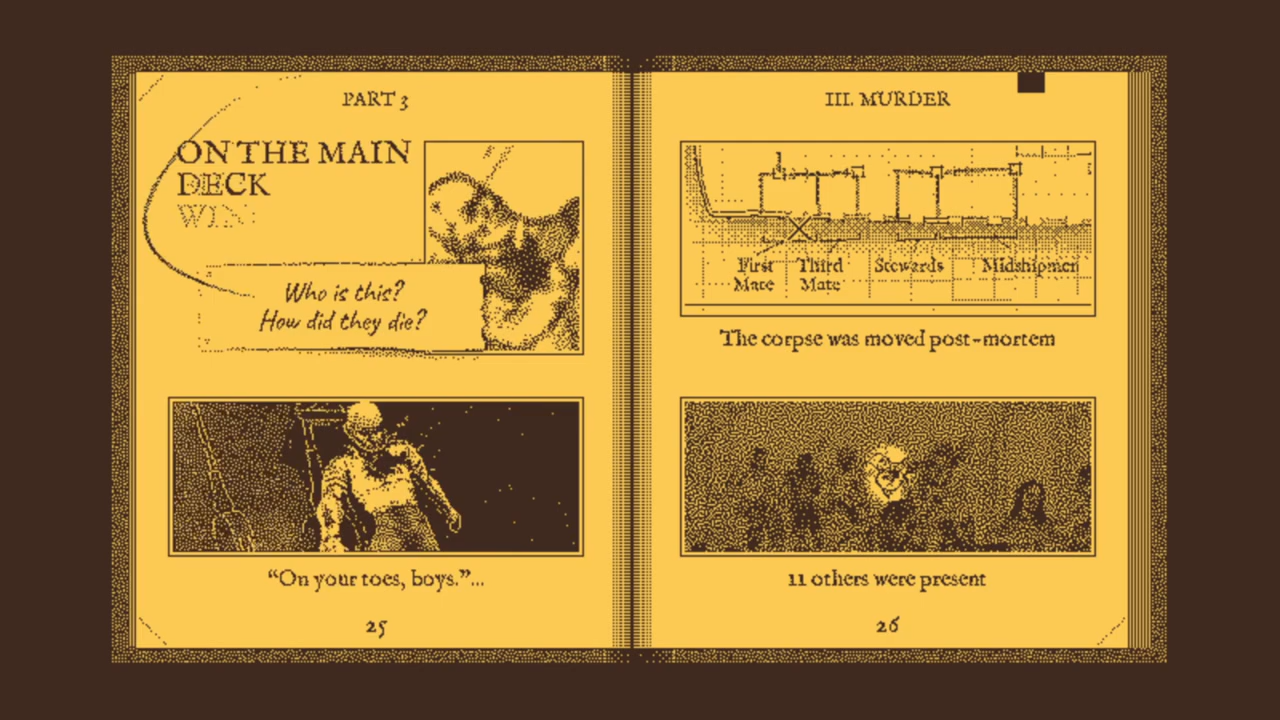 PART 3
ON THE MAIN
DECK
Who is this?
How did they die?
“On your toes, boys.”...
25
III. MURDER
First Third Stewards Midshipmen
Mate Mate
The corpse was moved post-mortem
11 others were present
26